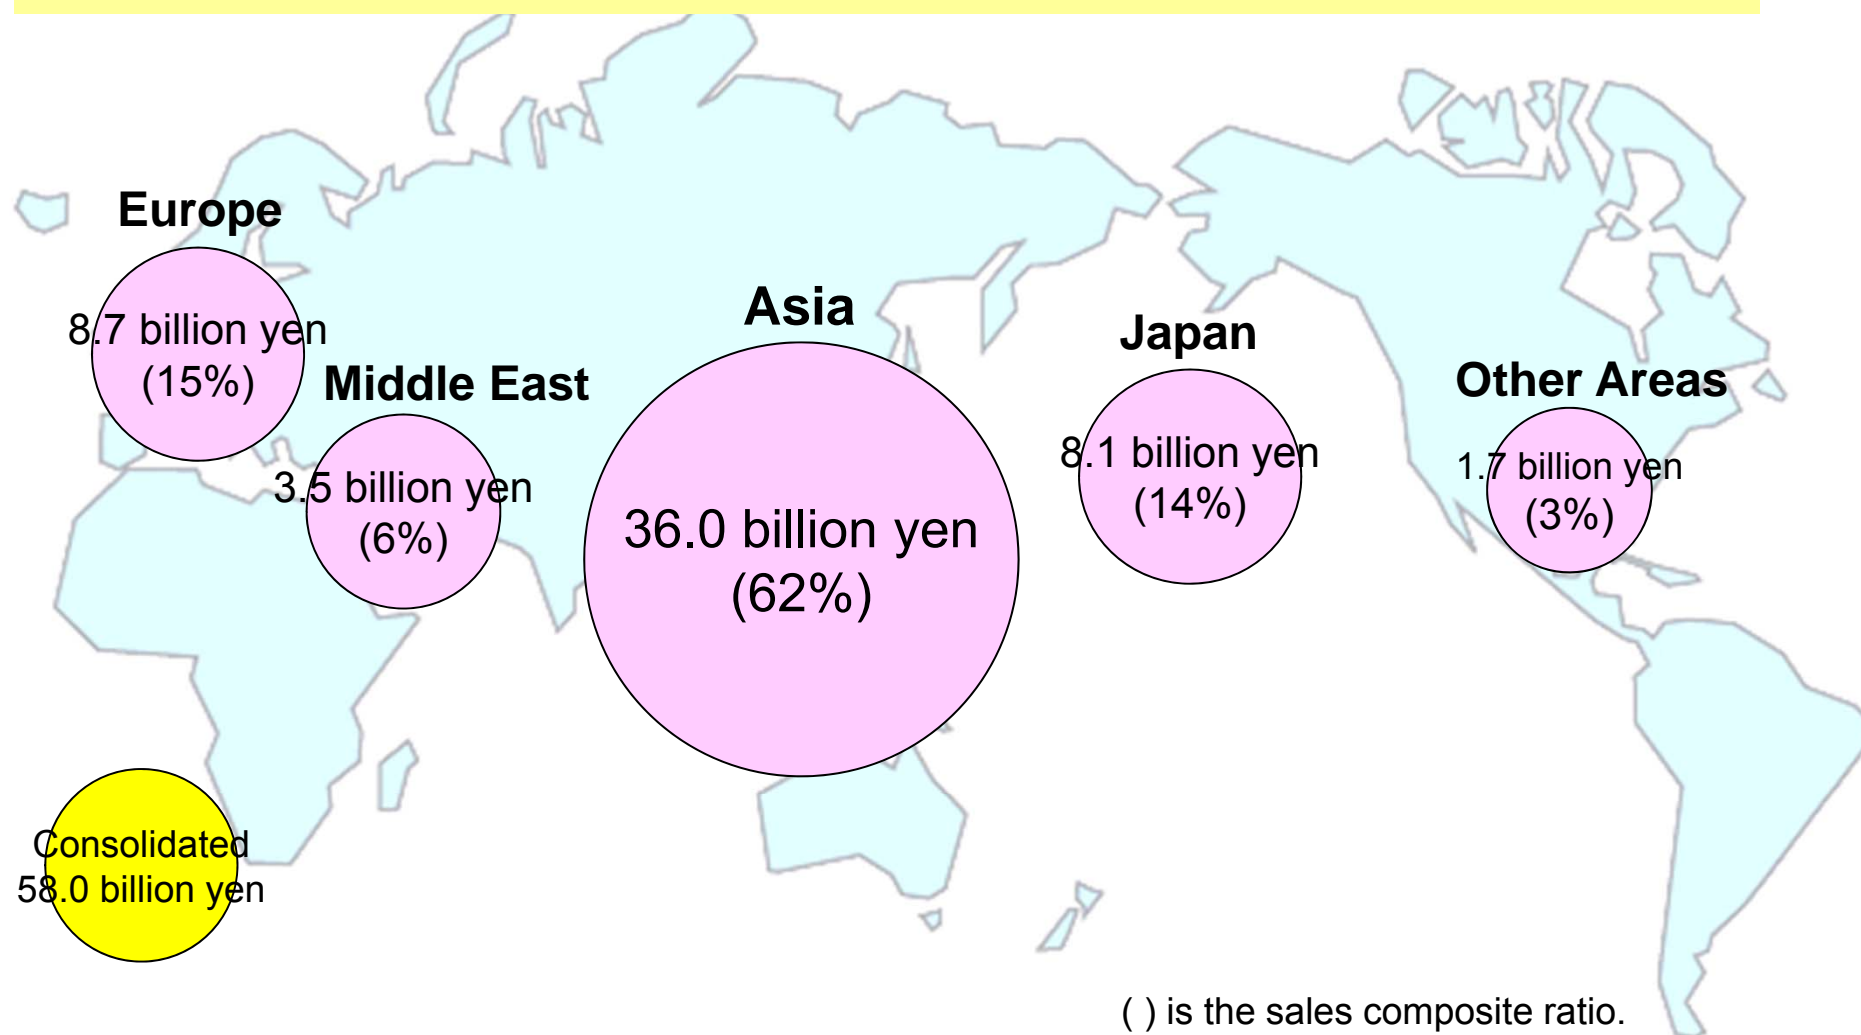 Europe
8.7 billion yen
(15%)
Middle East
3.5 billion yen
(6%)
Asia
36.0 billion yen
(62%)
Japan
8.1 billion yen
(14%)
Other Areas
1.7 billion yen
(3%)
Consolidated
58.0 billion yen
( ) is the sales composite ratio.